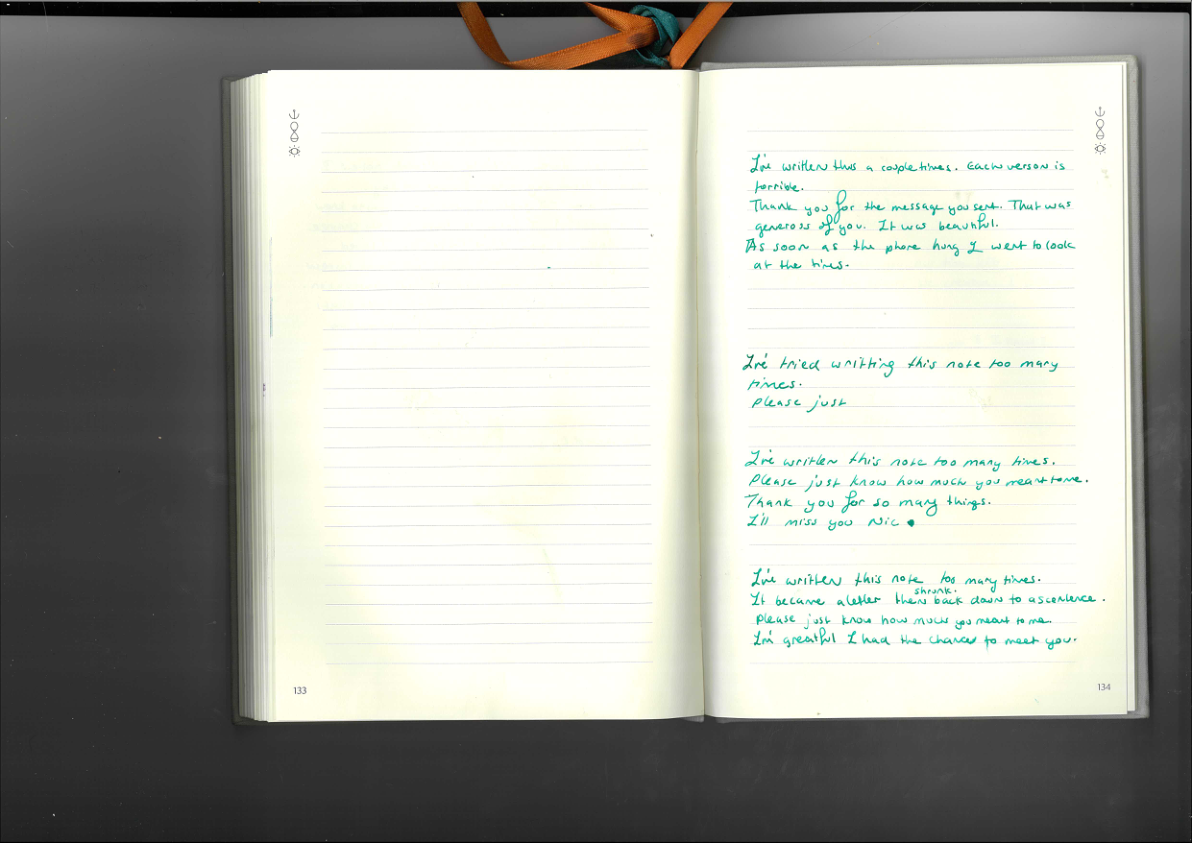 I've written this a couple times. Each verson is
terrible.
Thank you for the message you sent. That was
generoos of you. It was beautiful.
As soon as the phone hung I went to look
at the tires.
I've tried writting this note too many
times.
Please just
I've written this note too many times.
Please just know how much you meant to me.
Thank you for so many things.
I'll miss you Nic
I've written this note too many times.
shrunk.
It became a letter then back down to a scentence.
Please just know how much you meant to me.
I'm greatful I had the chance to meet you.
133
134